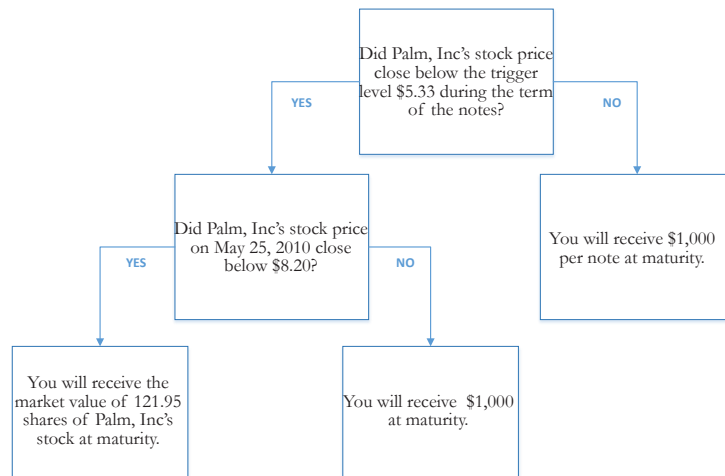 Did Palm, Inc's stock price
close below the trigger
level $5.33 during the term
of the notes?
YES
NO
Did Palm, Inc's stock price
on May 25, 2010 close
below $8.20?
You will receive $1,000
per note at maturity.
YES
NO
You will receive the
market value of 121.95
shares of Palm, Inc's
stock at maturity.
You will receive $1,000
at maturity.